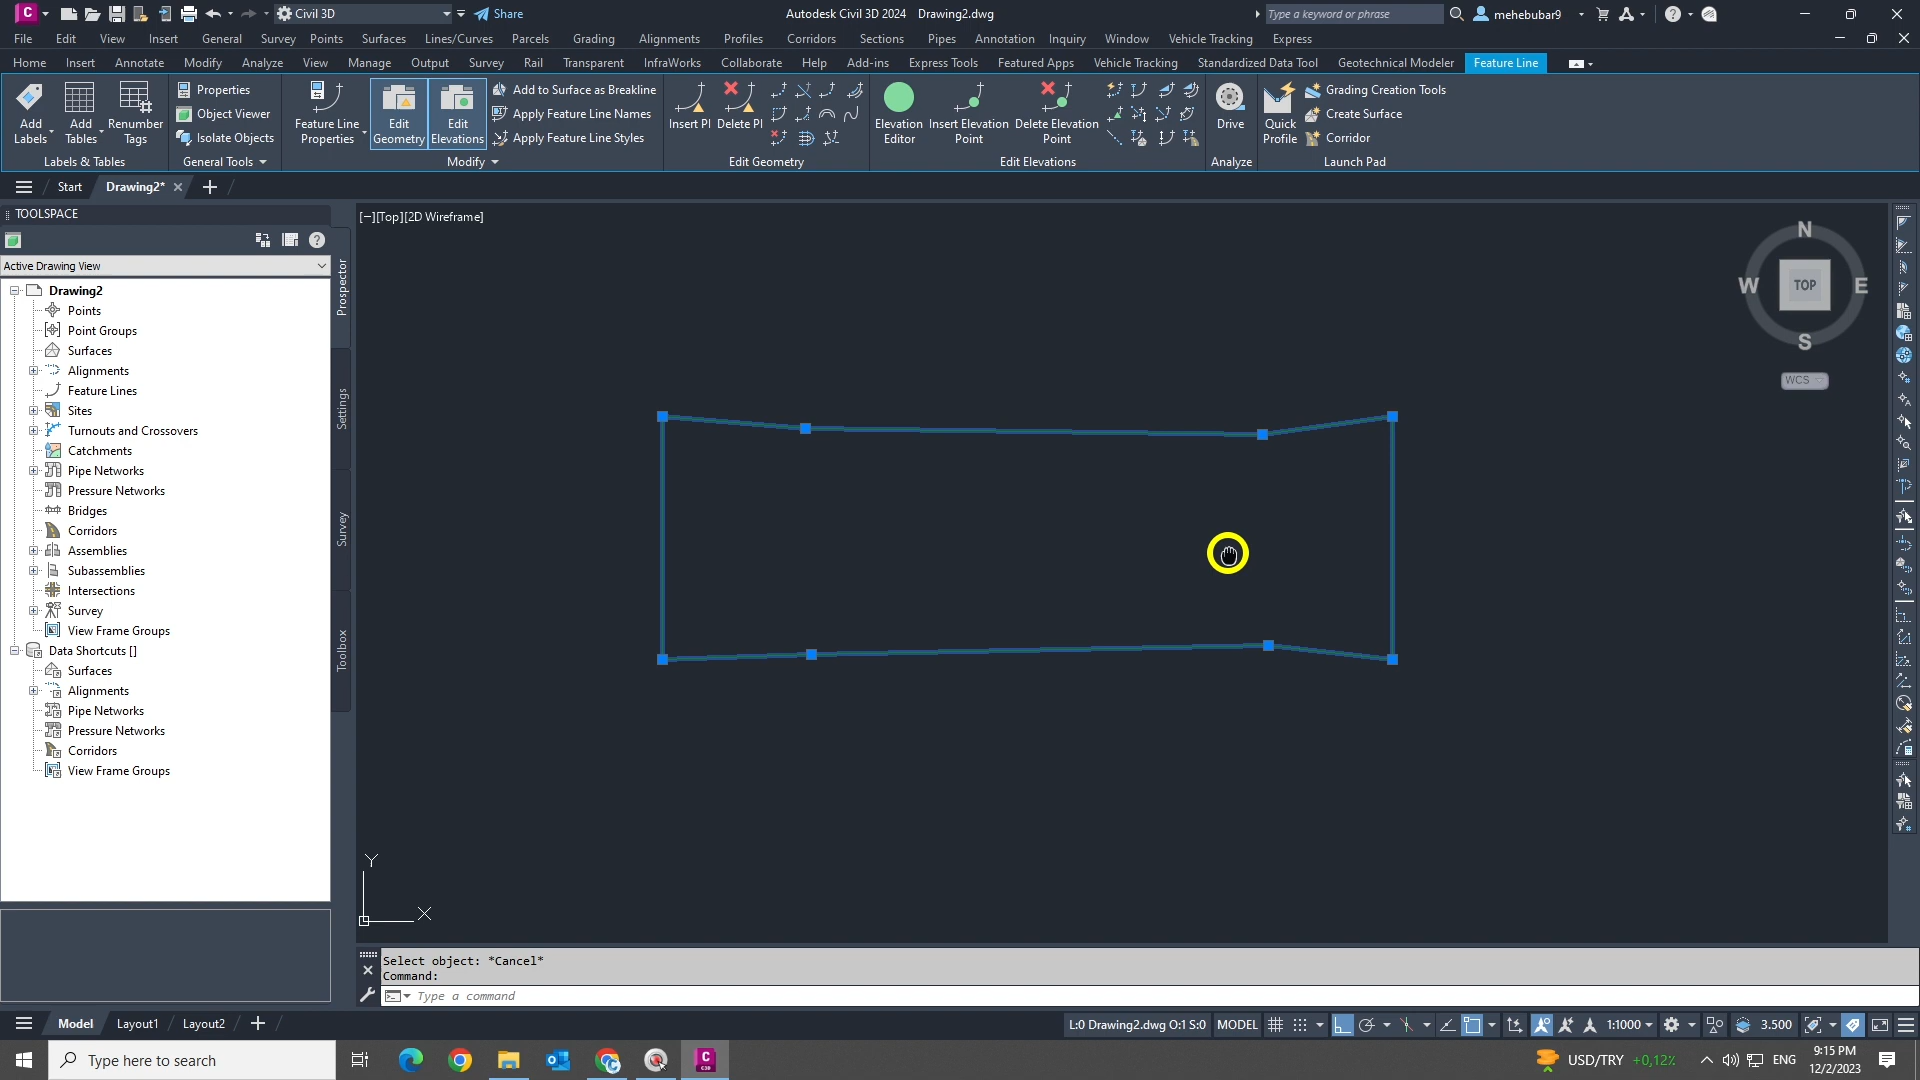 Civil 3D
Share
Autodesk Civil 3D 2024 Drawing2.dwg
Type a keyword or phrase
mehebubar9
File Edit View Insert General Survey Points Surfaces Lines/Curves Parcels Grading Alignments Profiles Corridors Sections Pipes Annotation Inquiry Window Vehicle Tracking Express
Home Insert Annotate Modify Analyze View Manage Output Survey Rail Transparent InfraWorks Collaborate Help Add-ins Express Tools Featured Apps Vehicle Tracking Standardized Data Tool Geotechnical Modeler Feature Line
Add Labels
Add Tables
Renumber Tags
Labels & Tables
Properties
Object Viewer
Isolate Objects
General Tools
Feature Line Properties
Edit Geometry
Edit Elevations
Add to Surface as Breakline
Apply Feature Line Names
Apply Feature Line Styles
Modify
Insert PI
Delete PI
Edit Geometry
Elevation Editor
Insert Elevation Point
Delete Elevation Point
Edit Elevations
Drive
Analyze
Quick Profile
Grading Creation Tools
Create Surface
Corridor
Launch Pad
Start
Drawing2*
TOOLSPACE
Active Drawing View
Drawing2
Points
Point Groups
Surfaces
Alignments
Feature Lines
Sites
Turnouts and Crossovers
Catchments
Pipe Networks
Pressure Networks
Bridges
Corridors
Assemblies
Subassemblies
Intersections
Survey
View Frame Groups
Data Shortcuts []
Surfaces
Alignments
Pipe Networks
Pressure Networks
Corridors
View Frame Groups
Prospector
Settings
Survey
Toolbox
[−][Top][2D Wireframe]
N
W
TOP
E
S
WCS
Y
X
Select object: *Cancel*
Command:
Type a command
Model
Layout1
Layout2
L:0 Drawing2.dwg O:1 S:0
MODEL
1:1000
3.500
Type here to search
USD/TRY +0,12%
ENG
9:15 PM
12/2/2023